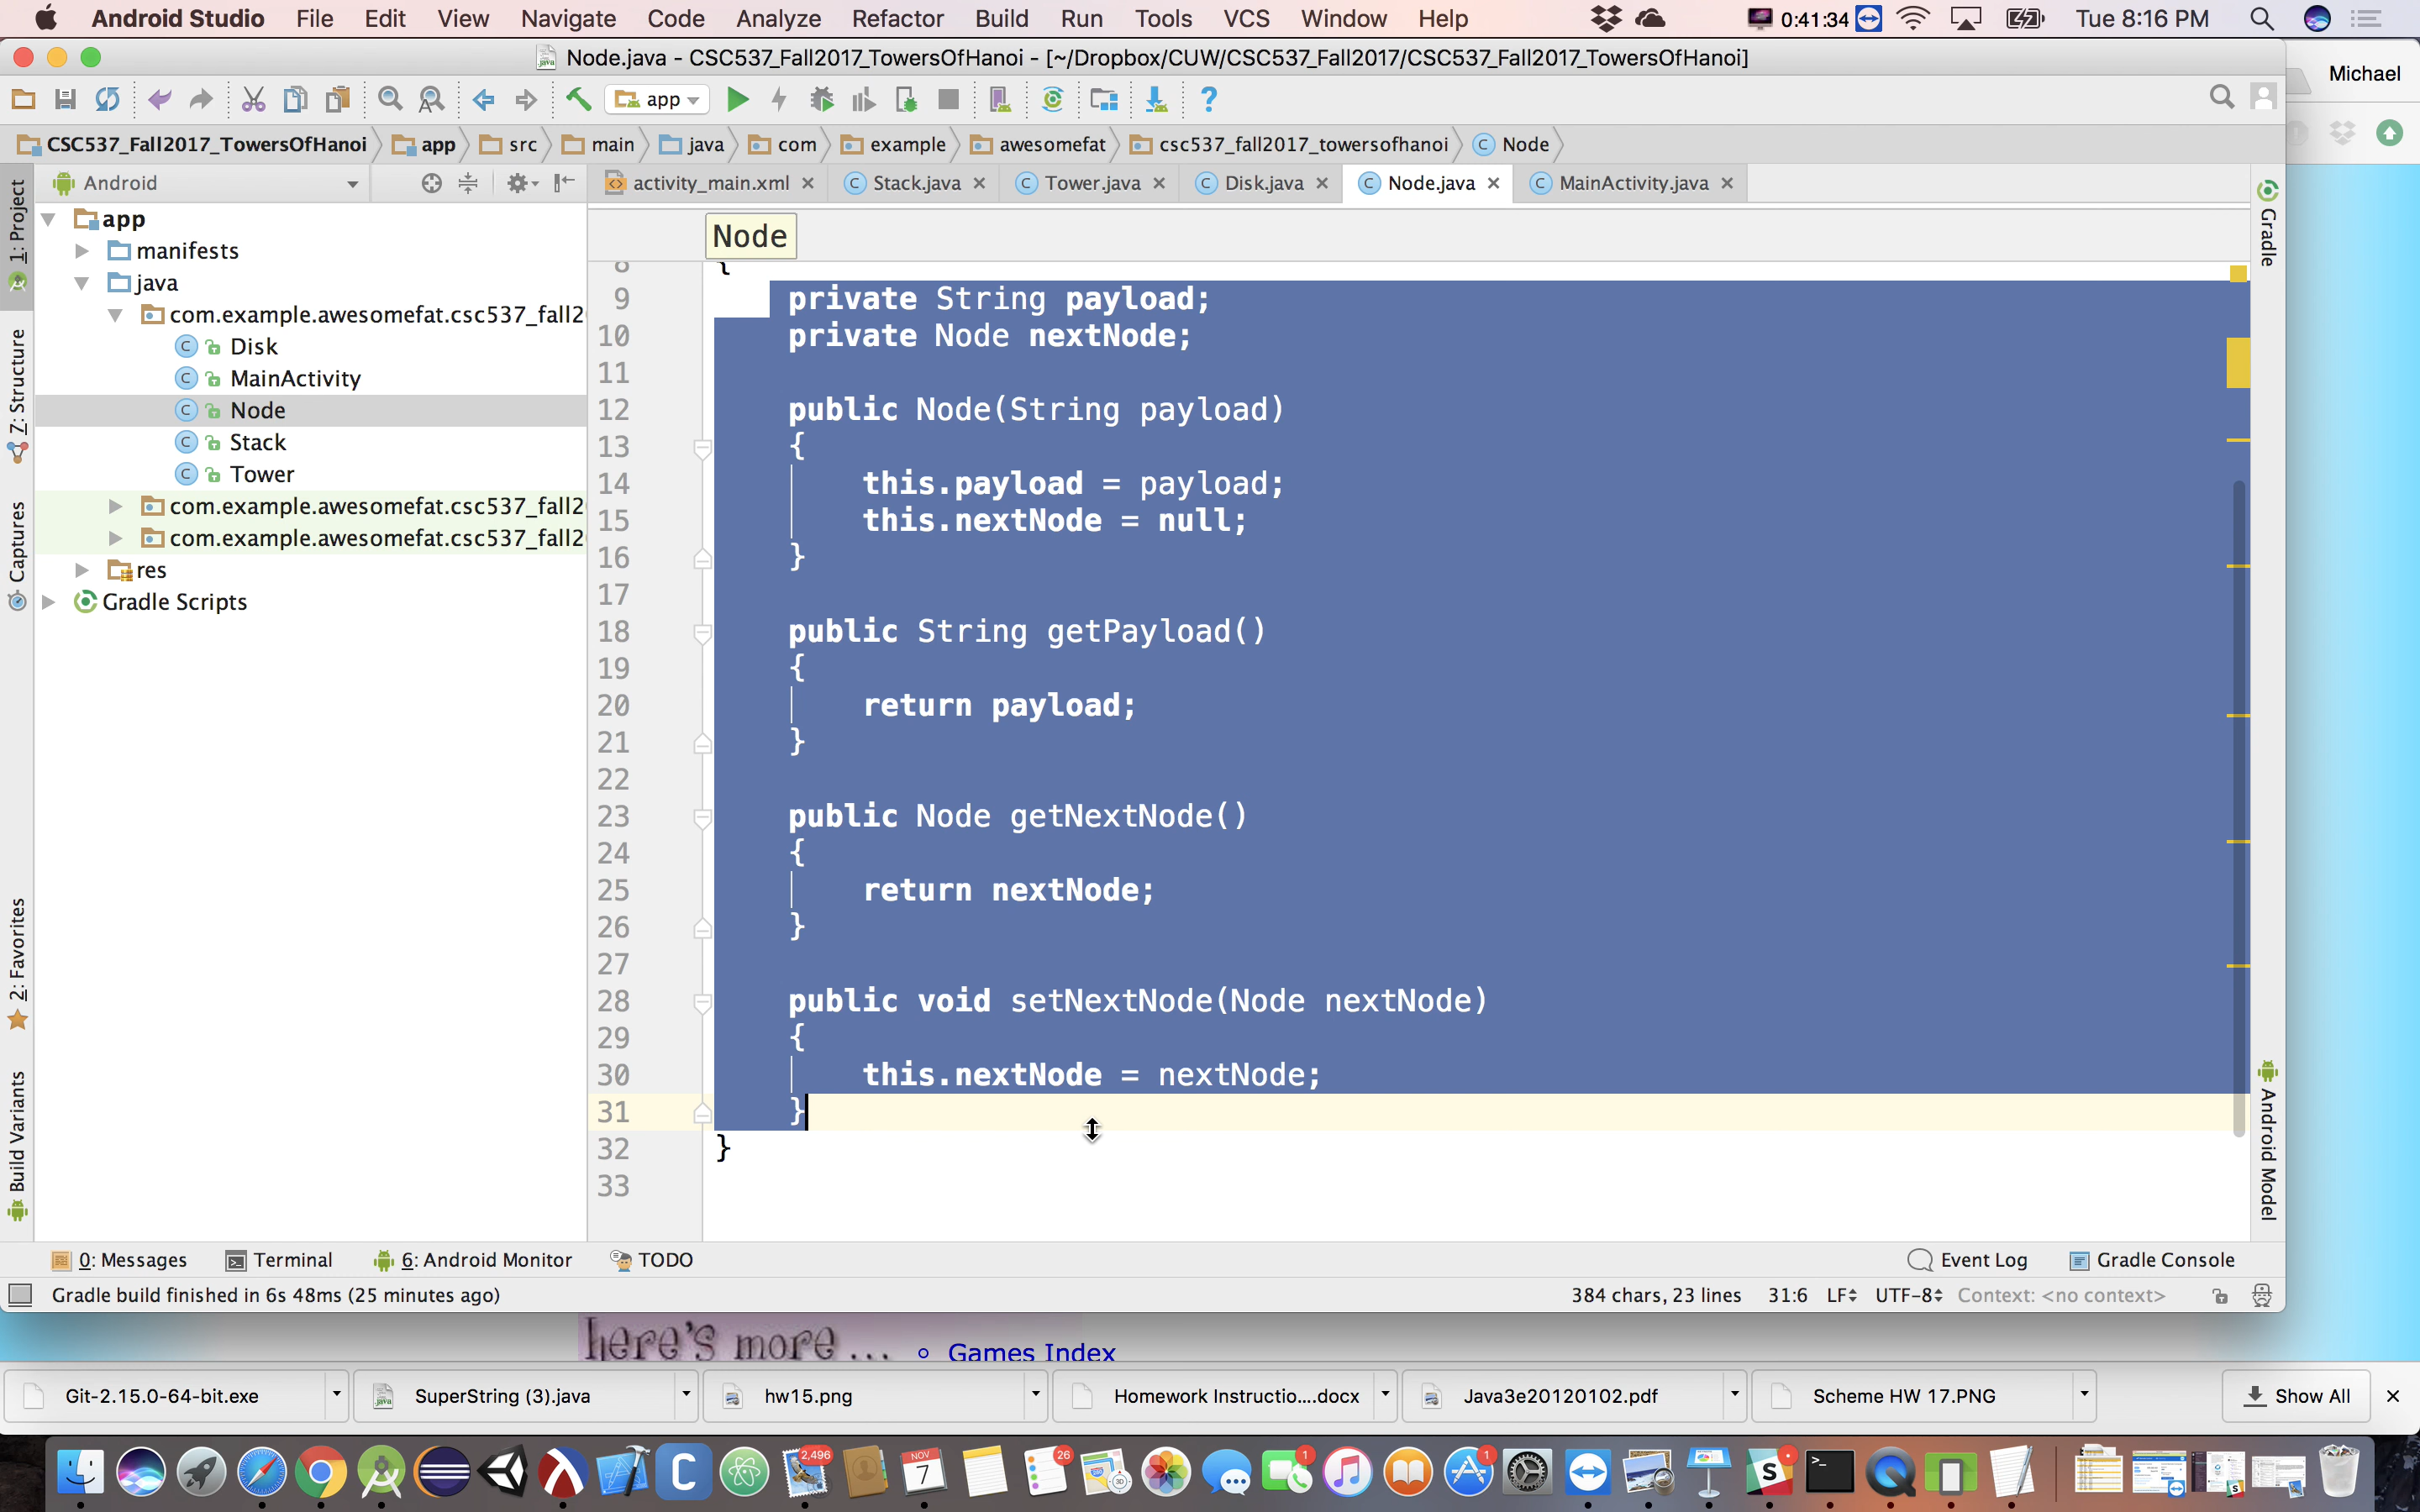 Android Studio File Edit View Navigate Code Analyze Refactor Build Run Tools VCS Window Help 0:41:34 Tue 8:16 PM
Node.java - CSC537_Fall2017_TowersOfHanoi - [~/Dropbox/CUW/CSC537_Fall2017/CSC537_Fall2017_TowersOfHanoi]
Michael
app
CSC537_Fall2017_TowersOfHanoi app src main java com example awesomefat csc537_fall2017_towersofhanoi Node
Android
activity_main.xml Stack.java Tower.java Disk.java Node.java MainActivity.java
1: Project
Z: Structure
Captures
2: Favorites
Build Variants
app
manifests
java
com.example.awesomefat.csc537_fall2
Disk
MainActivity
Node
Stack
Tower
com.example.awesomefat.csc537_fall2
com.example.awesomefat.csc537_fall2
res
Gradle Scripts
Node
8 {
9 private String payload;
10 private Node nextNode;
11
12 public Node(String payload)
13 {
14 this.payload = payload;
15 this.nextNode = null;
16 }
17
18 public String getPayload()
19 {
20 return payload;
21 }
22
23 public Node getNextNode()
24 {
25 return nextNode;
26 }
27
28 public void setNextNode(Node nextNode)
29 {
30 this.nextNode = nextNode;
31 }
32 }
33
Gradle
Android Model
0: Messages Terminal 6: Android Monitor TODO Event Log Gradle Console
Gradle build finished in 6s 48ms (25 minutes ago) 384 chars, 23 lines 31:6 LF UTF-8 Context: <no context>
here's more ... Games Index
Git-2.15.0-64-bit.exe SuperString (3).java hw15.png Homework Instructio....docx Java3e20120102.pdf Scheme HW 17.PNG Show All
2,496 NOV 7 26 1 1